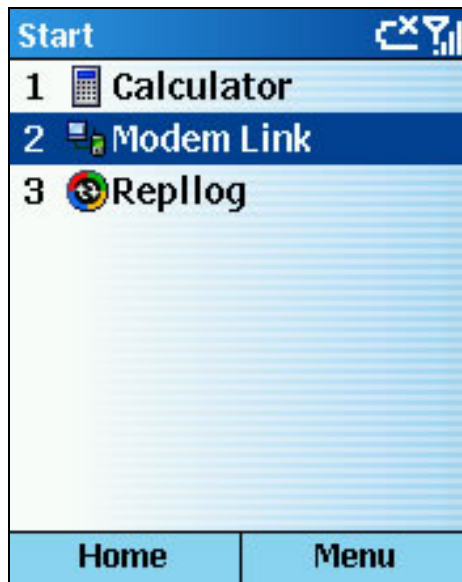 Start
1 Calculator
2 Modem Link
3 Repllog
Home Menu